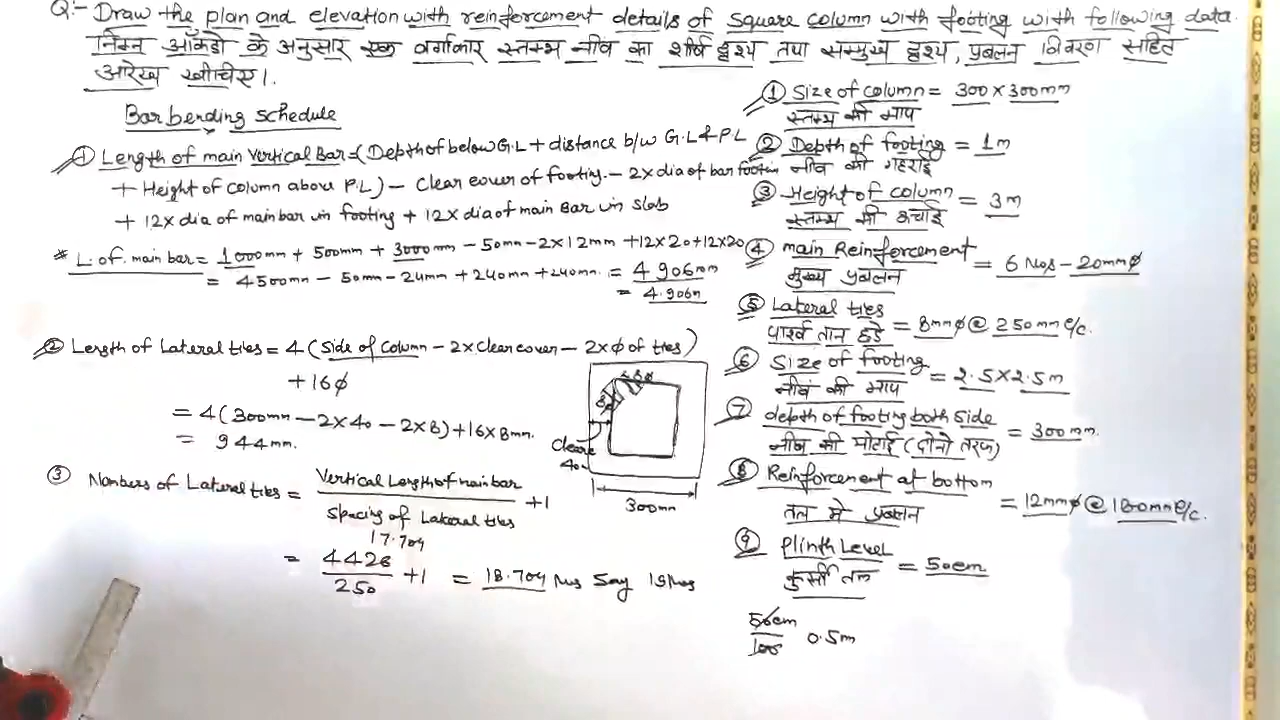 Q:- Draw the plan and elevation with reinforcement details of square column with footing with following data.
निम्न आँकडो के अनुसार एक वर्गाकार स्तम्भ नींव का शीर्ष दृश्य तथा सम्मुख दृश्य, प्रबलन विवरण सहित
आरेख खींचिए।
Bar bending schedule
① Length of main vertical Bar = (Depth of below G.L + distance b/w G.L & P.L
+ Height of column above P.L) - Clear cover of footing - 2x dia of bar footin
+ 12x dia of main bar in footing + 12x dia of main Bar in slab
* L. of. main bar = 1000mm + 500mm + 3000mm - 50mm - 2x12mm + 12x20 + 12x20
= 4500mm - 50mm - 24mm + 240mm + 240mm. = 4906mm
= 4.906m
② Length of Lateral ties = 4 (Side of column - 2x clear cover - 2xϕ of ties)
+ 16ϕ
= 4 (300mm - 2x40 - 2x8) + 16x8mm.
= 944mm.
Clear
40
300mm
③ Numbers of Lateral ties = Vertical Length of main bar / Spacing of Lateral ties + 1
17.704
= 4426 / 250 + 1 = 18.704 Nos Say 19Nos
① Size of column = 300 x 300mm
स्तम्भ की माप
② Depth of footing = 1m
नींव की गहराई
③ Height of column = 3m
स्तम्भ की ऊचाई
④ main Reinforcement = 6 Nos - 20mmϕ
मुख्य प्रबलन
⑤ Lateral ties = 8mmϕ @ 250mm c/c.
पार्श्व तान छडे
⑥ Size of footing = 2.5x2.5m
नींव की माप
⑦ depth of footing both side = 300mm.
नींव की मोटाई (दोनो तरफ)
⑧ Reinforcement at bottom = 12mmϕ @ 180mm c/c.
तल मे प्रबलन
⑨ Plinth Level = 50cm
कुर्सी तल
50cm / 100 0.5m